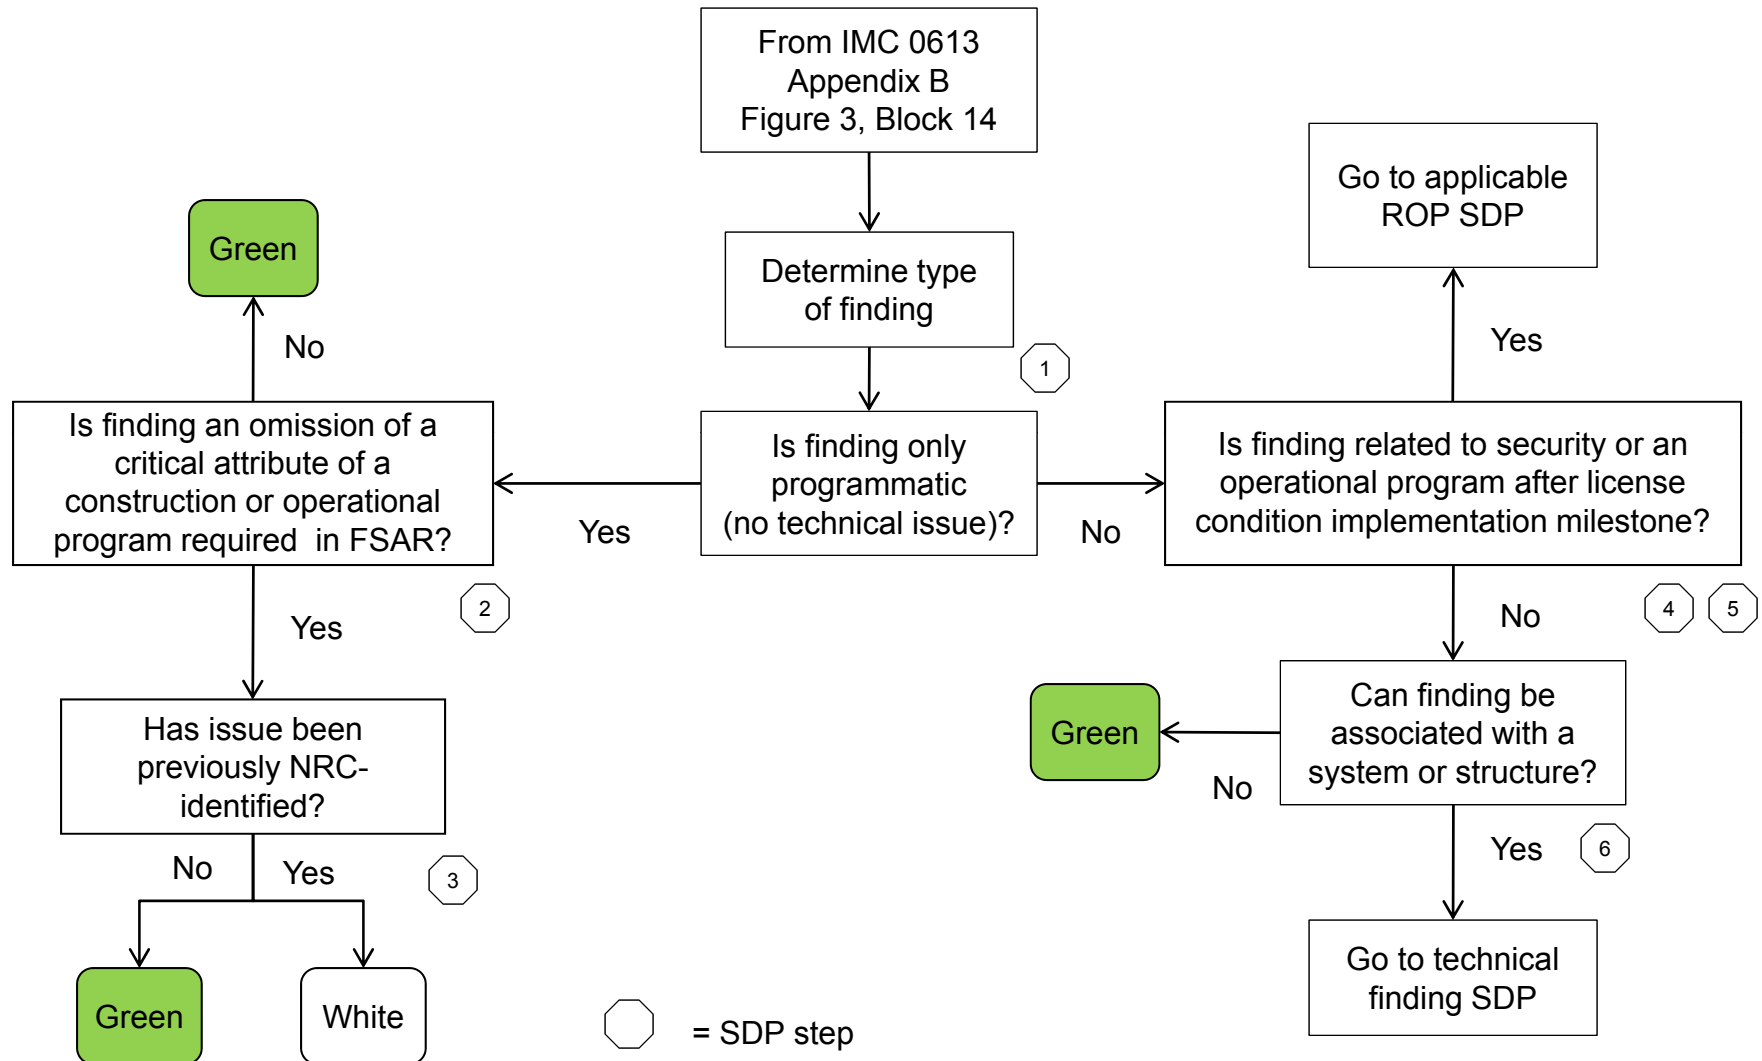 From IMC 0613
Appendix B
Figure 3, Block 14
Go to applicable
ROP SDP
Green
Determine type
of finding
No
Yes
1
Is finding an omission of a
critical attribute of a
construction or operational
program required in FSAR?
Is finding only
programmatic
(no technical issue)?
Is finding related to security or an
operational program after license
condition implementation milestone?
Yes
No
2
4
5
Yes
No
Has issue been
previously NRC-
identified?
Green
Can finding be
associated with a
system or structure?
No
No
Yes
3
Yes
6
Green
White
Go to technical
finding SDP
= SDP step